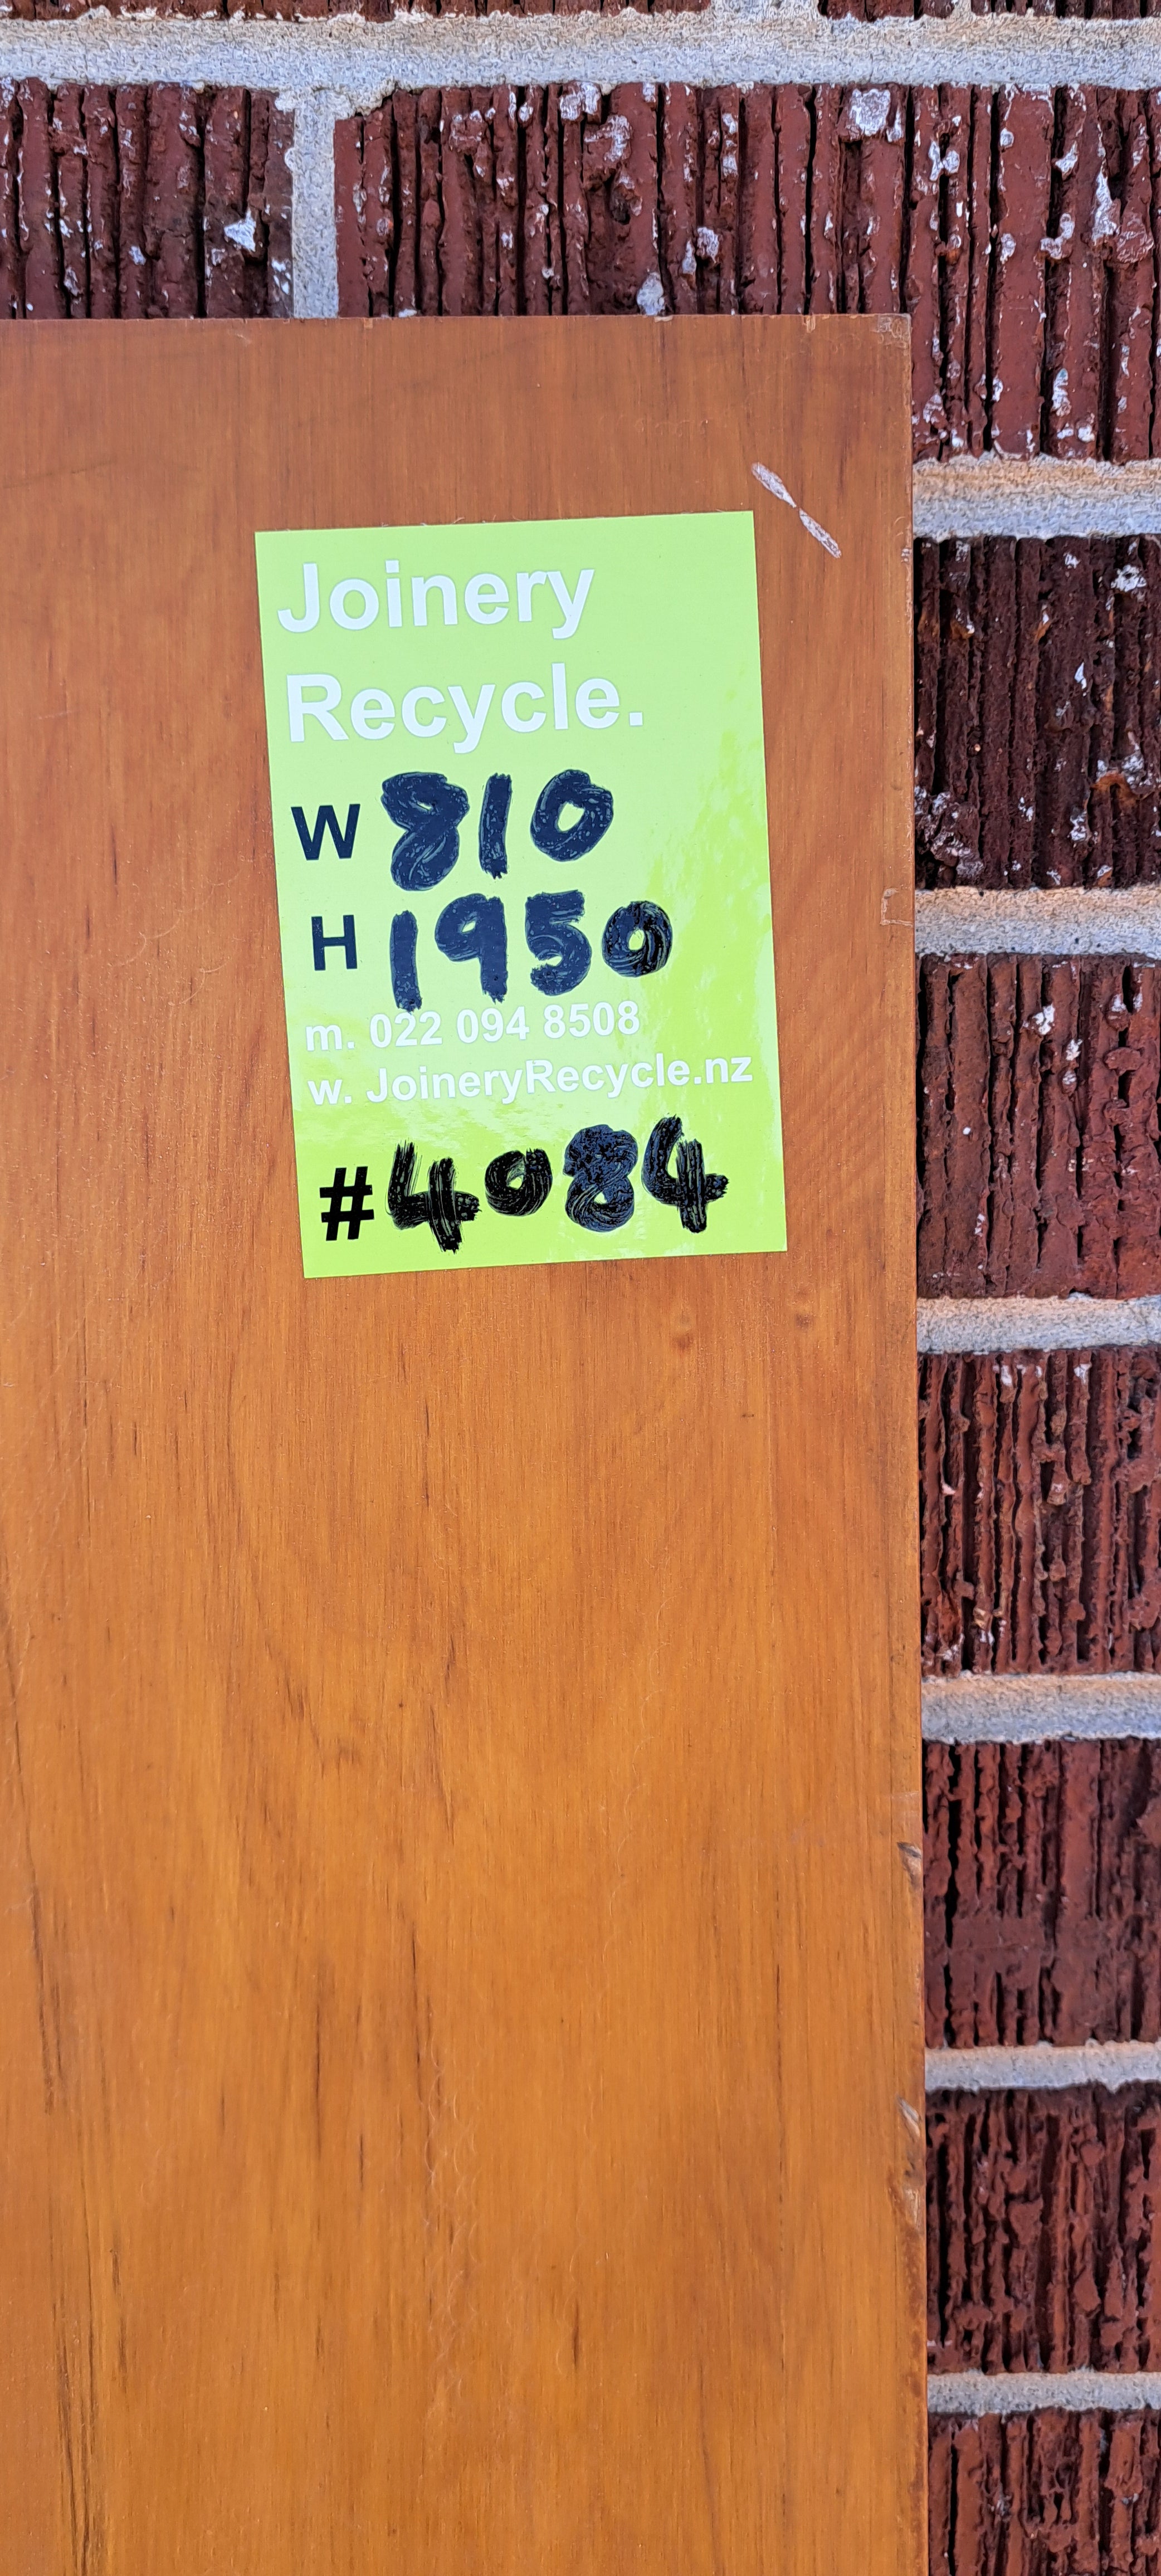 Joinery
Recycle.
W 810
H 1950
m. 022 094 8508
w. JoineryRecycle.nz
#4084